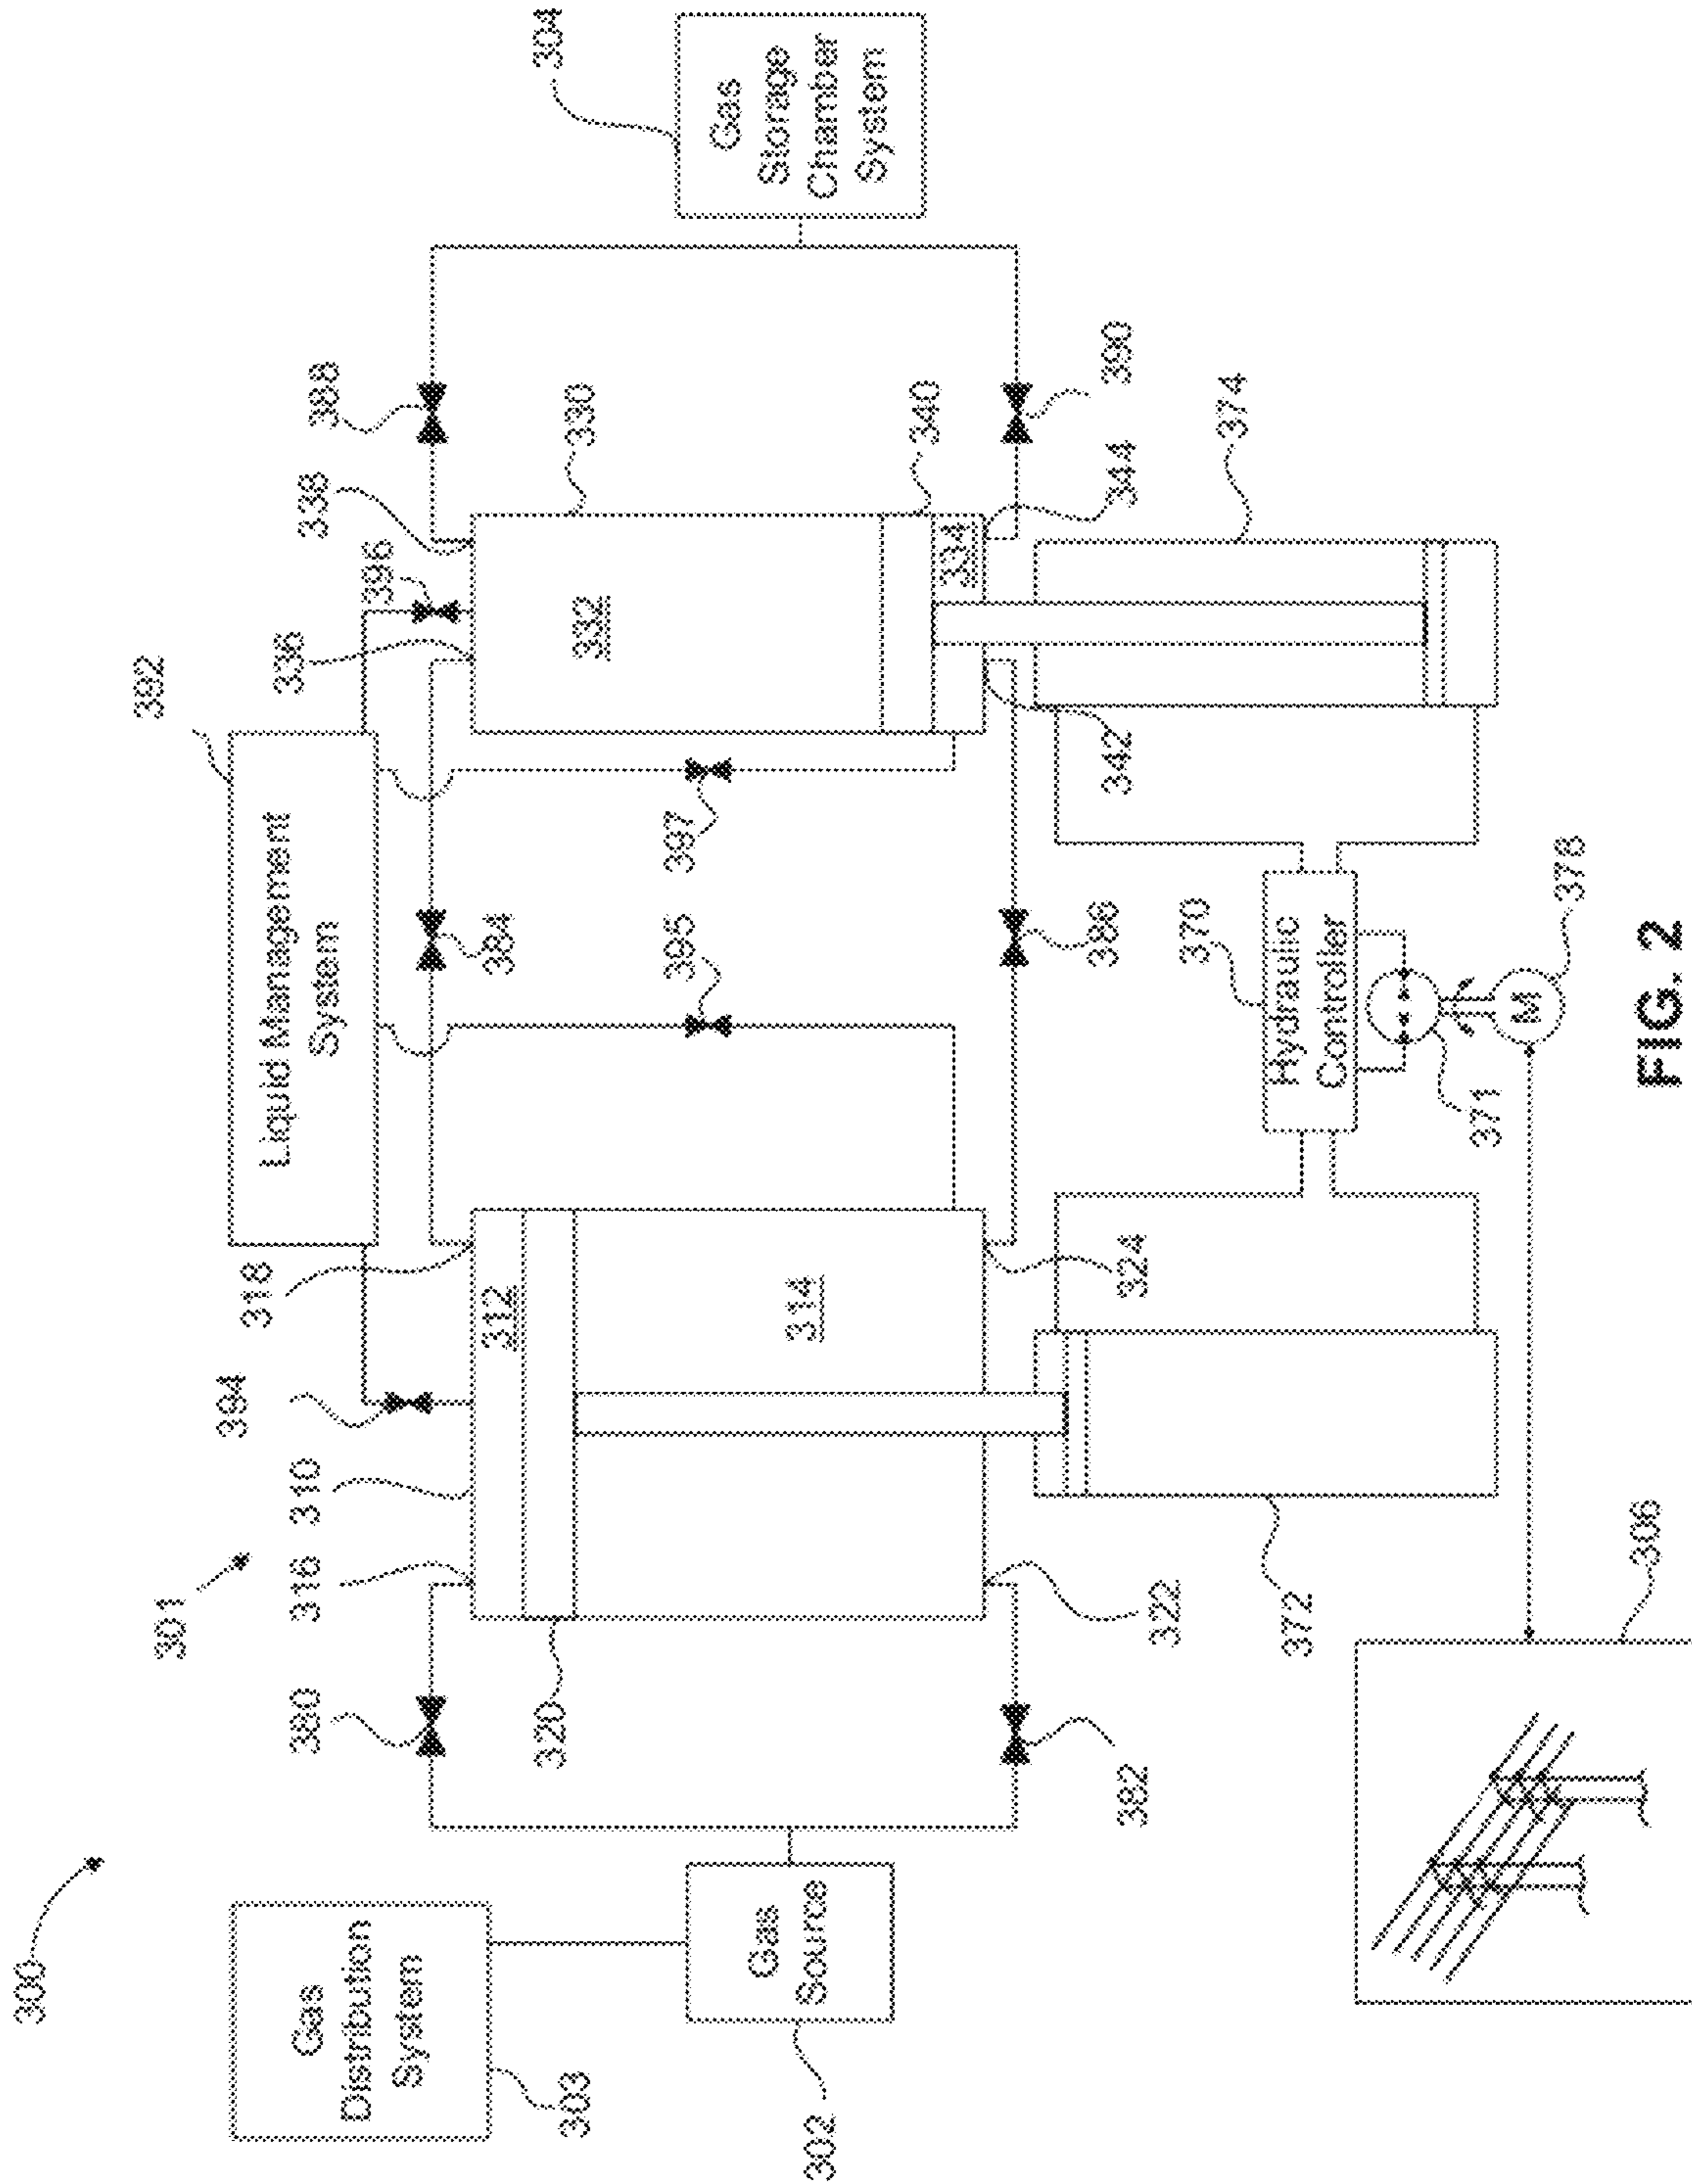 300
301
392
Gas
Distribution
System
Liquid Management
System
394
318
336
338
388
380
316
310
396
384
312
304
303
320
330
332
395
397
Gas
Storage
Chamber
System
Gas
Source
314
302
340
334
386
342
344
390
382
324
322
370
374
Hydraulic
Controller
372
371
M
378
306
FIG. 2